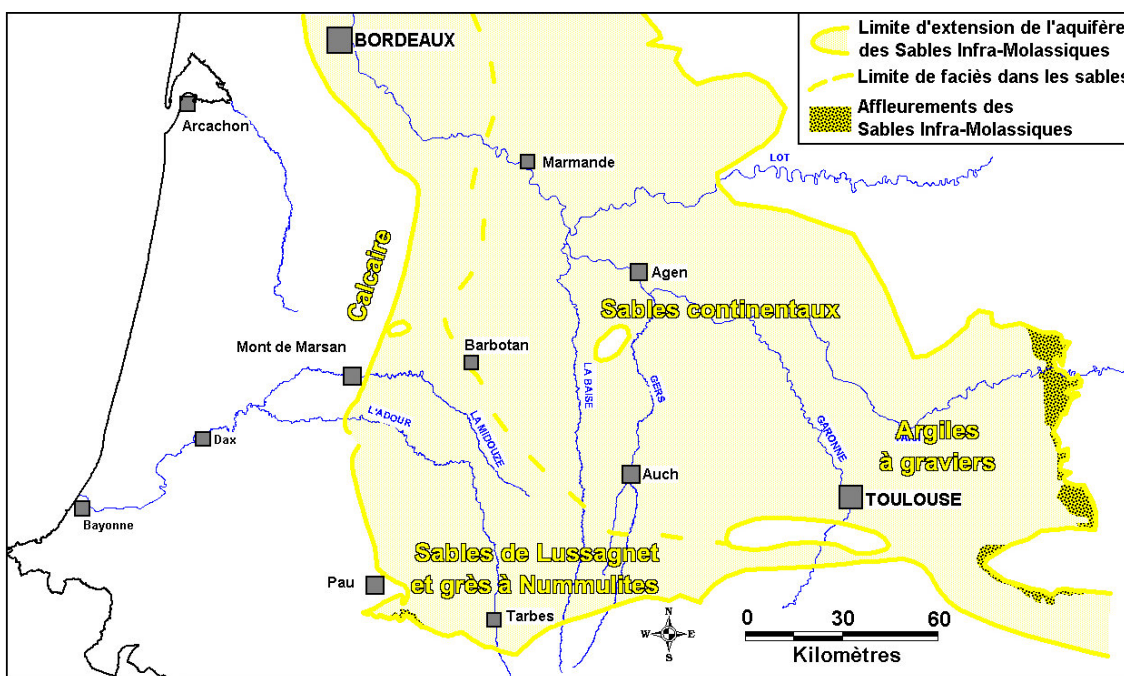 BORDEAUX
Arcachon
Marmande
LOT
Limite d'extension de l'aquifère
des Sables Infra-Molassiques
Limite de faciès dans les sables
Affleurements des
Sables Infra-Molassiques
Calcaire
Agen
Sables continentaux
Mont de Marsan
Barbotan
L'ADOUR
LA MIDOUZE
LA BAISE
GERS
GARONNE
Dax
Argiles
à graviers
Auch
TOULOUSE
Bayonne
Sables de Lussagnet
et grès à Nummulites
Pau
Tarbes
N
W E
S
0 30 60
Kilomètres